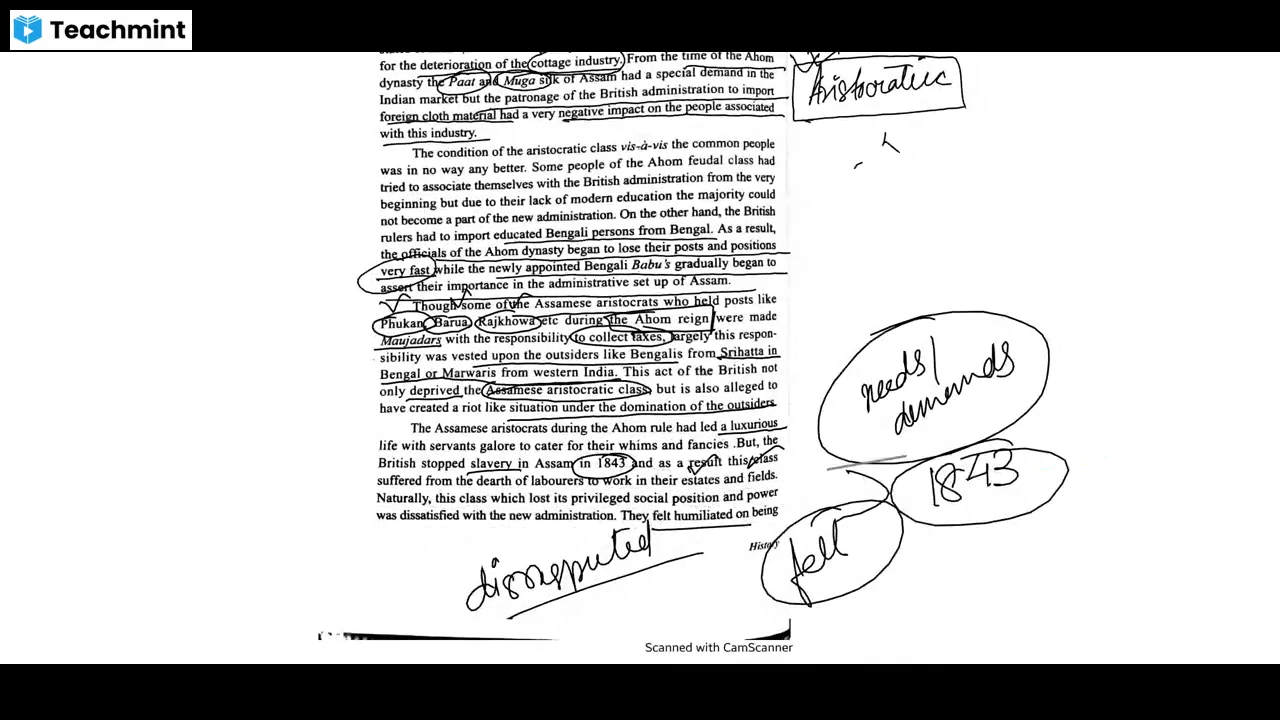 Teachmint
for the deterioration of the cottage industry. From the time of the Ahom
dynasty the Paat and Muga silk of Assam had a special demand in the
Indian market but the patronage of the British administration to import
foreign cloth material had a very negative impact on the people associated
with this industry.
The condition of the aristocratic class vis-à-vis the common people
was in no way any better. Some people of the Ahom feudal class had
tried to associate themselves with the British administration from the very
beginning but due to their lack of modern education the majority could
not become a part of the new administration. On the other hand, the British
rulers had to import educated Bengali persons from Bengal. As a result,
the officials of the Ahom dynasty began to lose their posts and positions
very fast while the newly appointed Bengali Babu's gradually began to
assert their importance in the administrative set up of Assam.
Though some of the Assamese aristocrats who held posts like
Phukan, Barua, Rajkhowa etc during the Ahom reign were made
Maujadars with the responsibility to collect taxes, largely this respon-
sibility was vested upon the outsiders like Bengalis from Srihatta in
Bengal or Marwaris from western India. This act of the British not
only deprived the Assamese aristocratic class, but is also alleged to
have created a riot like situation under the domination of the outsiders.
The Assamese aristocrats during the Ahom rule had led a luxurious
life with servants galore to cater for their whims and fancies .But, the
British stopped slavery in Assam in 1843 and as a result this class
suffered from the dearth of labourers to work in their estates and fields.
Naturally, this class which lost its privileged social position and power
was dissatisfied with the new administration. They felt humiliated on being
History
Aristocratic
needs/
demands
1843
felt
disreputed
Scanned with CamScanner